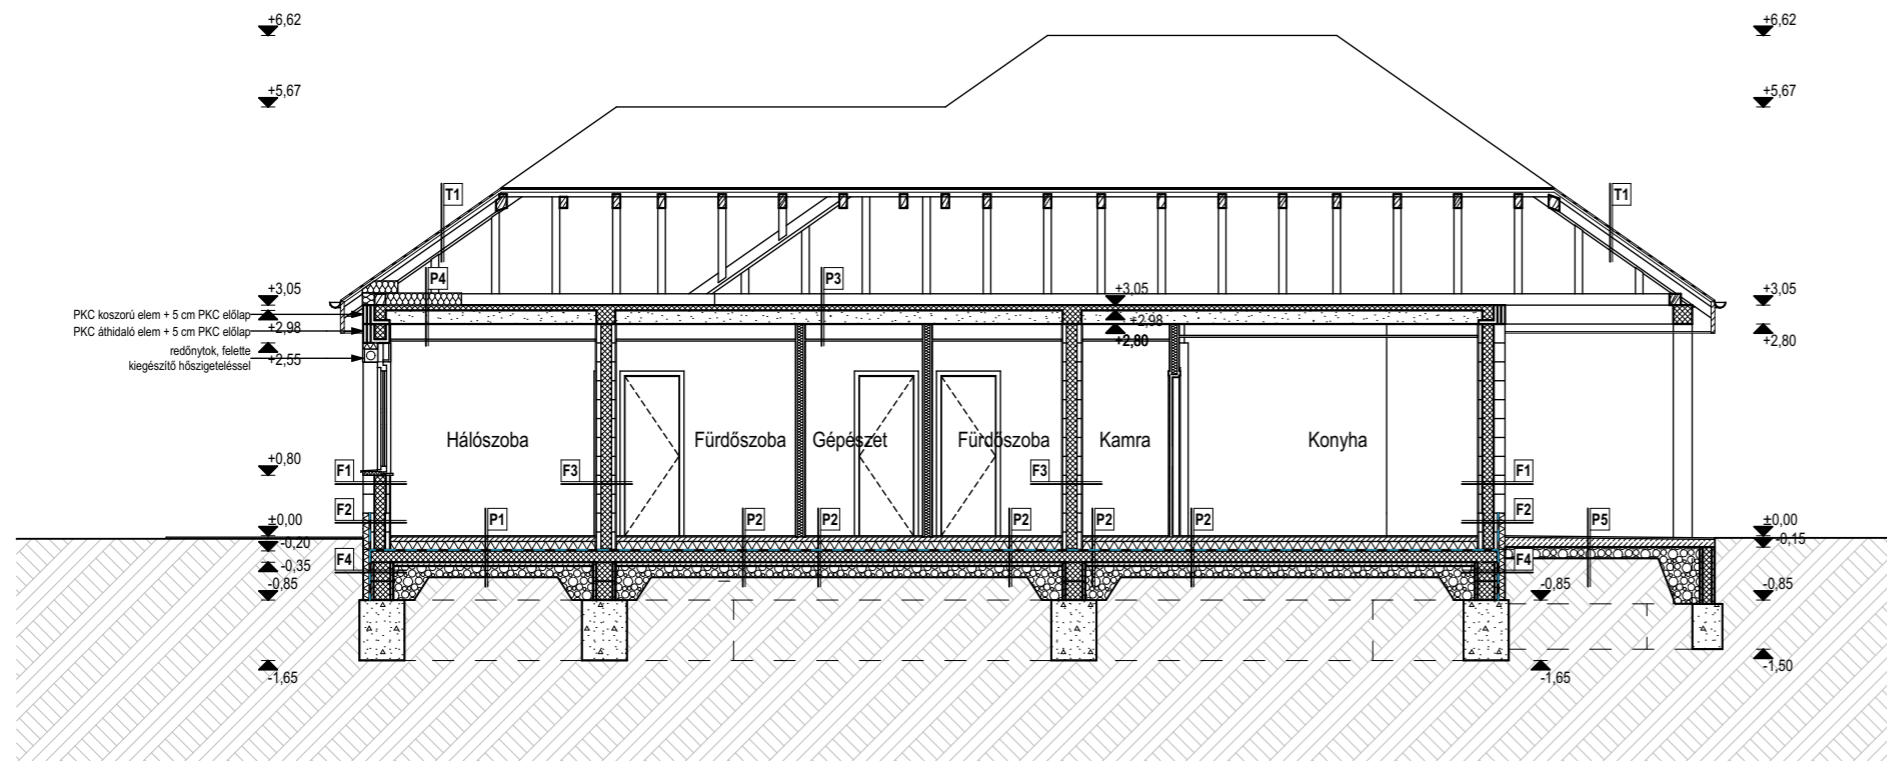 +6,62
+6,62
+5,67
+5,67
T1
T1
P4
P3
+3,05
+3,05
+3,05
PKC koszorú elem + 5 cm PKC előlap
+2,98
PKC áthidaló elem + 5 cm PKC előlap
+2,98
+2,80
+2,80
redőnytok, felette
kiegészítő hőszigeteléssel
+2,55
Hálószoba
Fürdőszoba
Gépészet
Fürdőszoba
Kamra
Konyha
+0,80
F1
F3
F3
F1
F2
F2
±0,00
±0,00
P1
P2
P2
P2
P2
P2
P5
-0,20
-0,15
F4
F4
-0,35
-0,85
-0,85
-0,85
-1,65
-1,65
-1,50